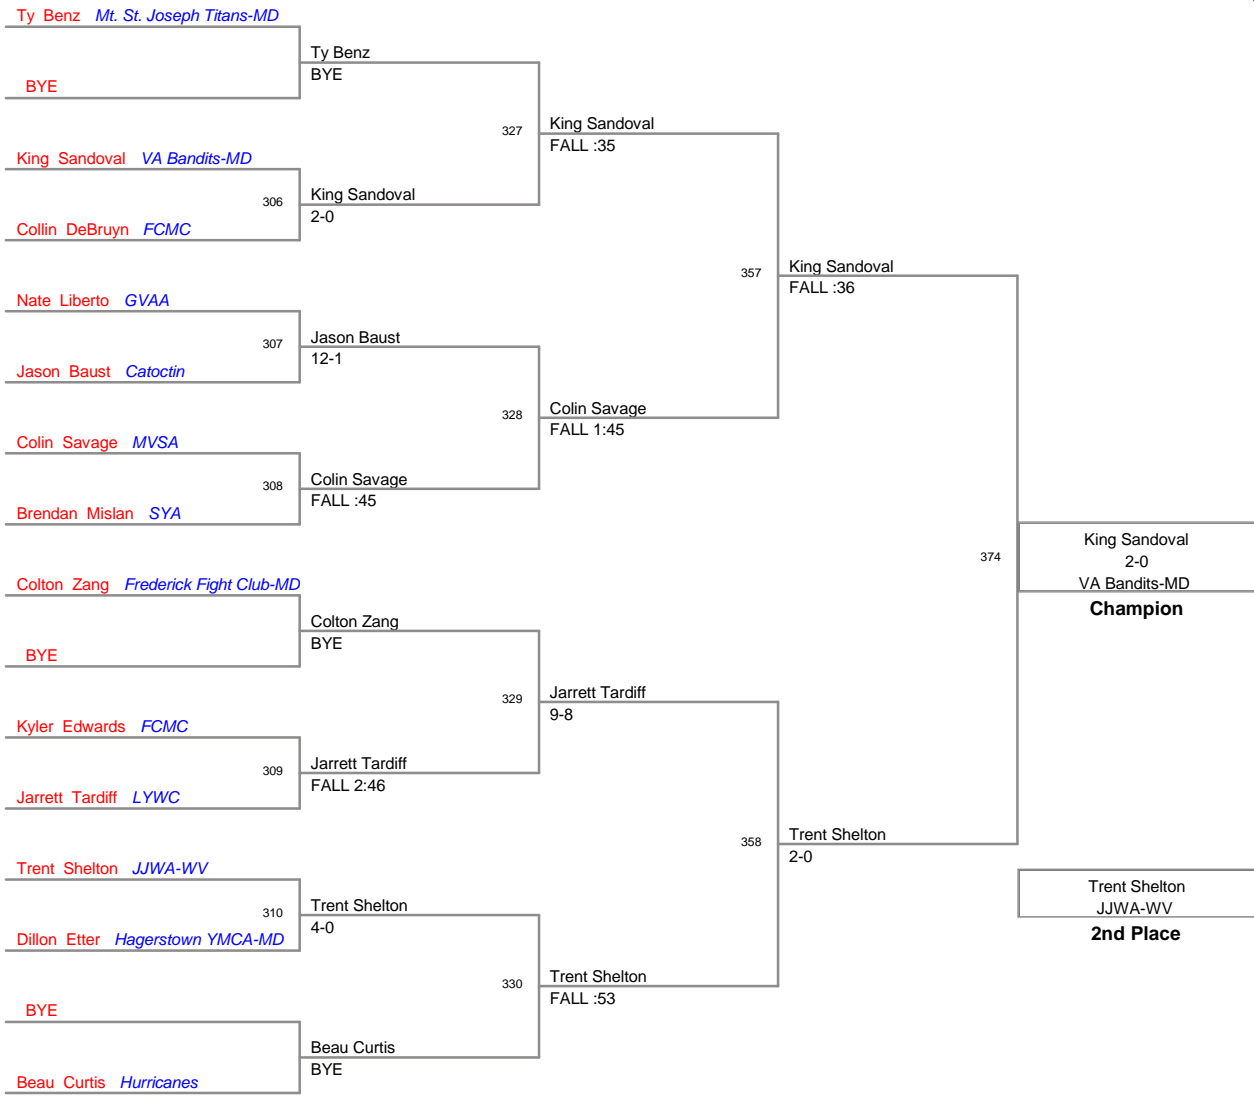 Ty Benz Mt. St. Joseph Titans-MD
Ty Benz
BYE
BYE
327
King Sandoval
FALL :35
King Sandoval VA Bandits-MD
306
King Sandoval
2-0
Collin DeBruyn FCMC
357
King Sandoval
FALL :36
Nate Liberto GVAA
307
Jason Baust
12-1
Jason Baust Catoctin
328
Colin Savage
FALL 1:45
Colin Savage MVSA
308
Colin Savage
FALL :45
Brendan Mislan SYA
374
King Sandoval
2-0
VA Bandits-MD
Champion
Colton Zang Frederick Fight Club-MD
Colton Zang
BYE
BYE
329
Jarrett Tardiff
9-8
Kyler Edwards FCMC
309
Jarrett Tardiff
FALL 2:46
Jarrett Tardiff LYWC
358
Trent Shelton
2-0
Trent Shelton JJWA-WV
310
Trent Shelton
4-0
Dillon Etter Hagerstown YMCA-MD
Trent Shelton
JJWA-WV
2nd Place
330
Trent Shelton
FALL :53
BYE
Beau Curtis
BYE
Beau Curtis Hurricanes